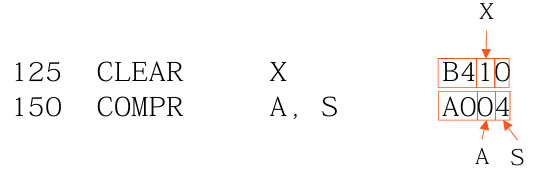 X
125 CLEAR X B410
150 COMPR A, S A004
A S